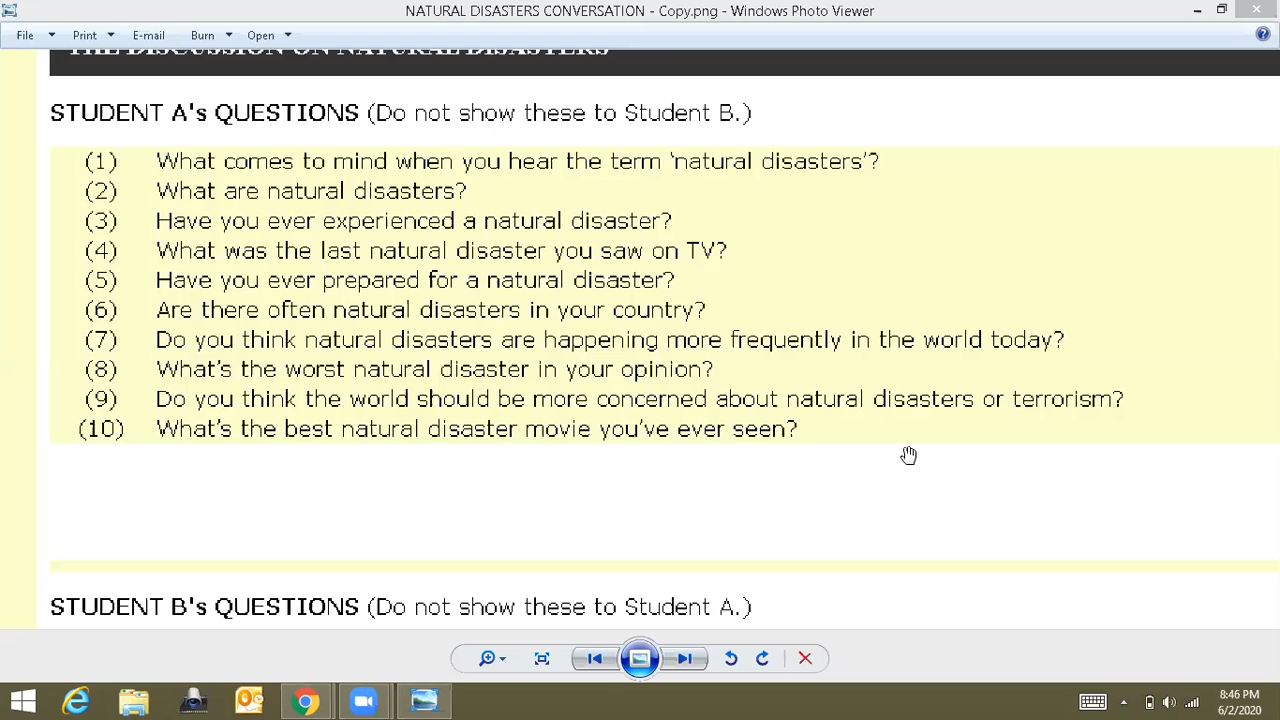 NATURAL DISASTERS CONVERSATION - Copy.png - Windows Photo Viewer
File Print E-mail Burn Open
THE DISCUSSION ON NATURAL DISASTERS
STUDENT A's QUESTIONS (Do not show these to Student B.)
(1) What comes to mind when you hear the term ‘natural disasters’?
(2) What are natural disasters?
(3) Have you ever experienced a natural disaster?
(4) What was the last natural disaster you saw on TV?
(5) Have you ever prepared for a natural disaster?
(6) Are there often natural disasters in your country?
(7) Do you think natural disasters are happening more frequently in the world today?
(8) What’s the worst natural disaster in your opinion?
(9) Do you think the world should be more concerned about natural disasters or terrorism?
(10) What’s the best natural disaster movie you’ve ever seen?
STUDENT B's QUESTIONS (Do not show these to Student A.)
8:46 PM
6/2/2020